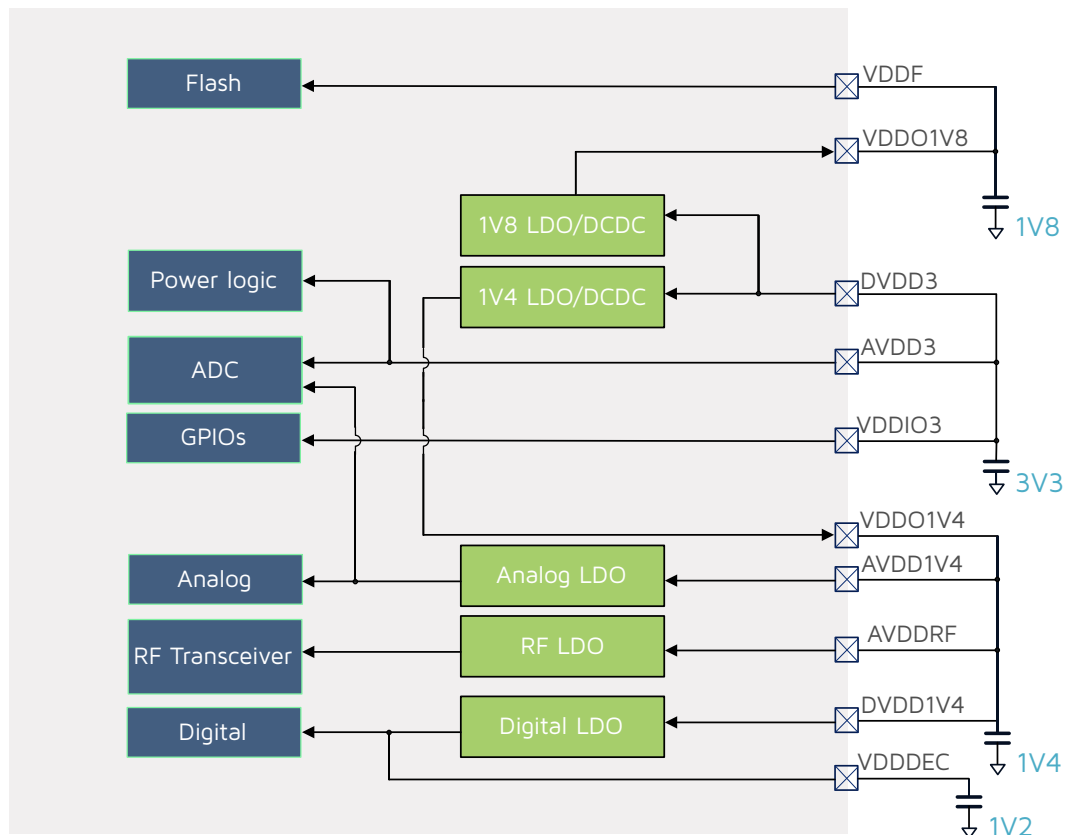 Flash
VDDF
VDDO1V8
1V8 LDO/DCDC
1V8
Power logic
1V4 LDO/DCDC
DVDD3
ADC
AVDD3
GPIOs
VDDIO3
3V3
VDDO1V4
Analog
Analog LDO
AVDD1V4
RF Transceiver
RF LDO
AVDDRF
Digital
Digital LDO
DVDD1V4
VDDDEC
1V4
1V2